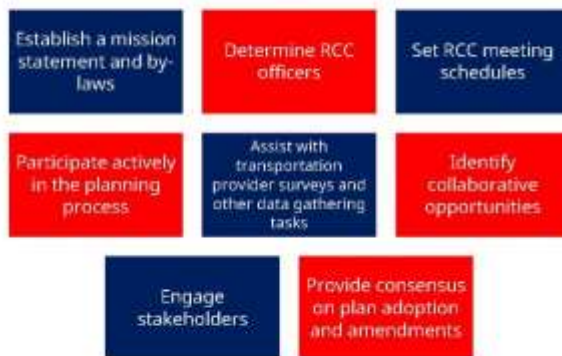 Establish a mission
statement and by-
laws
Determine RCC
officers
Set RCC meeting
schedules
Participate actively
in the planning
process
Assist with
transportation
provider surveys and
other data gathering
tasks
Identify
collaborative
opportunities
Engage
stakeholders
Provide consensus
on plan adoption
and amendments